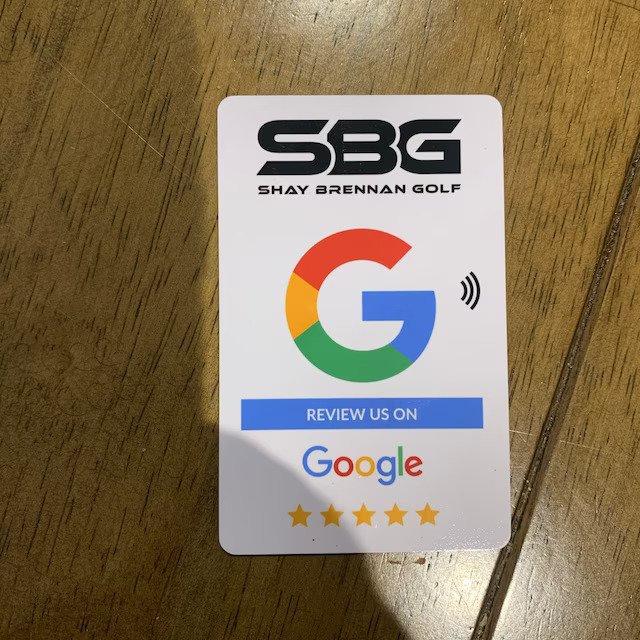 SBG
SHAY BRENNAN GOLF
G
REVIEW US ON
Google